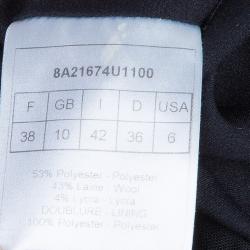 8A21674U1100
F GB I D USA
38 10 42 36 6
53% Polyester - Polyester
43% Laine - Wool
4% Lycra - Lycra
DOUBLURE - LINING
100% Polyester - Polyester